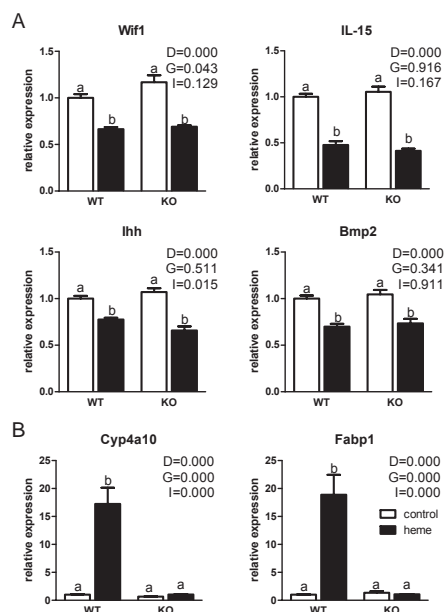 A
Wif1
D=0.000
G=0.043
I=0.129
relative expression
1.5
1.0
0.5
0.0
a
b
a
b
WT
KO
IL-15
D=0.000
G=0.916
I=0.167
relative expression
1.5
1.0
0.5
0.0
a
b
a
b
WT
KO
Ihh
D=0.000
G=0.511
I=0.015
relative expression
1.5
1.0
0.5
0.0
a
b
a
b
WT
KO
Bmp2
D=0.000
G=0.341
I=0.911
relative expression
1.5
1.0
0.5
0.0
a
b
a
b
WT
KO
B
Cyp4a10
D=0.000
G=0.000
I=0.000
relative expression
25
20
15
10
5
0
a
b
a
a
WT
KO
Fabp1
D=0.000
G=0.000
I=0.000
relative expression
25
20
15
10
5
0
a
b
a
a
WT
KO
control
heme